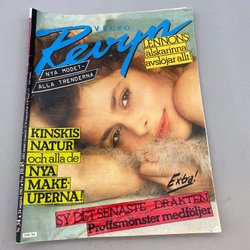 VECKO
Revyn
NYA MODET-
ALLA TRENDERNA
LENNONS
älskarinna
avslöjar allt!
KINSKIS
NATUR
och alla de
NYA
MAKE-
UPERNA!
Extra!
SY DET SENASTE - DRÄKTEN
Proffsmönster medföljer